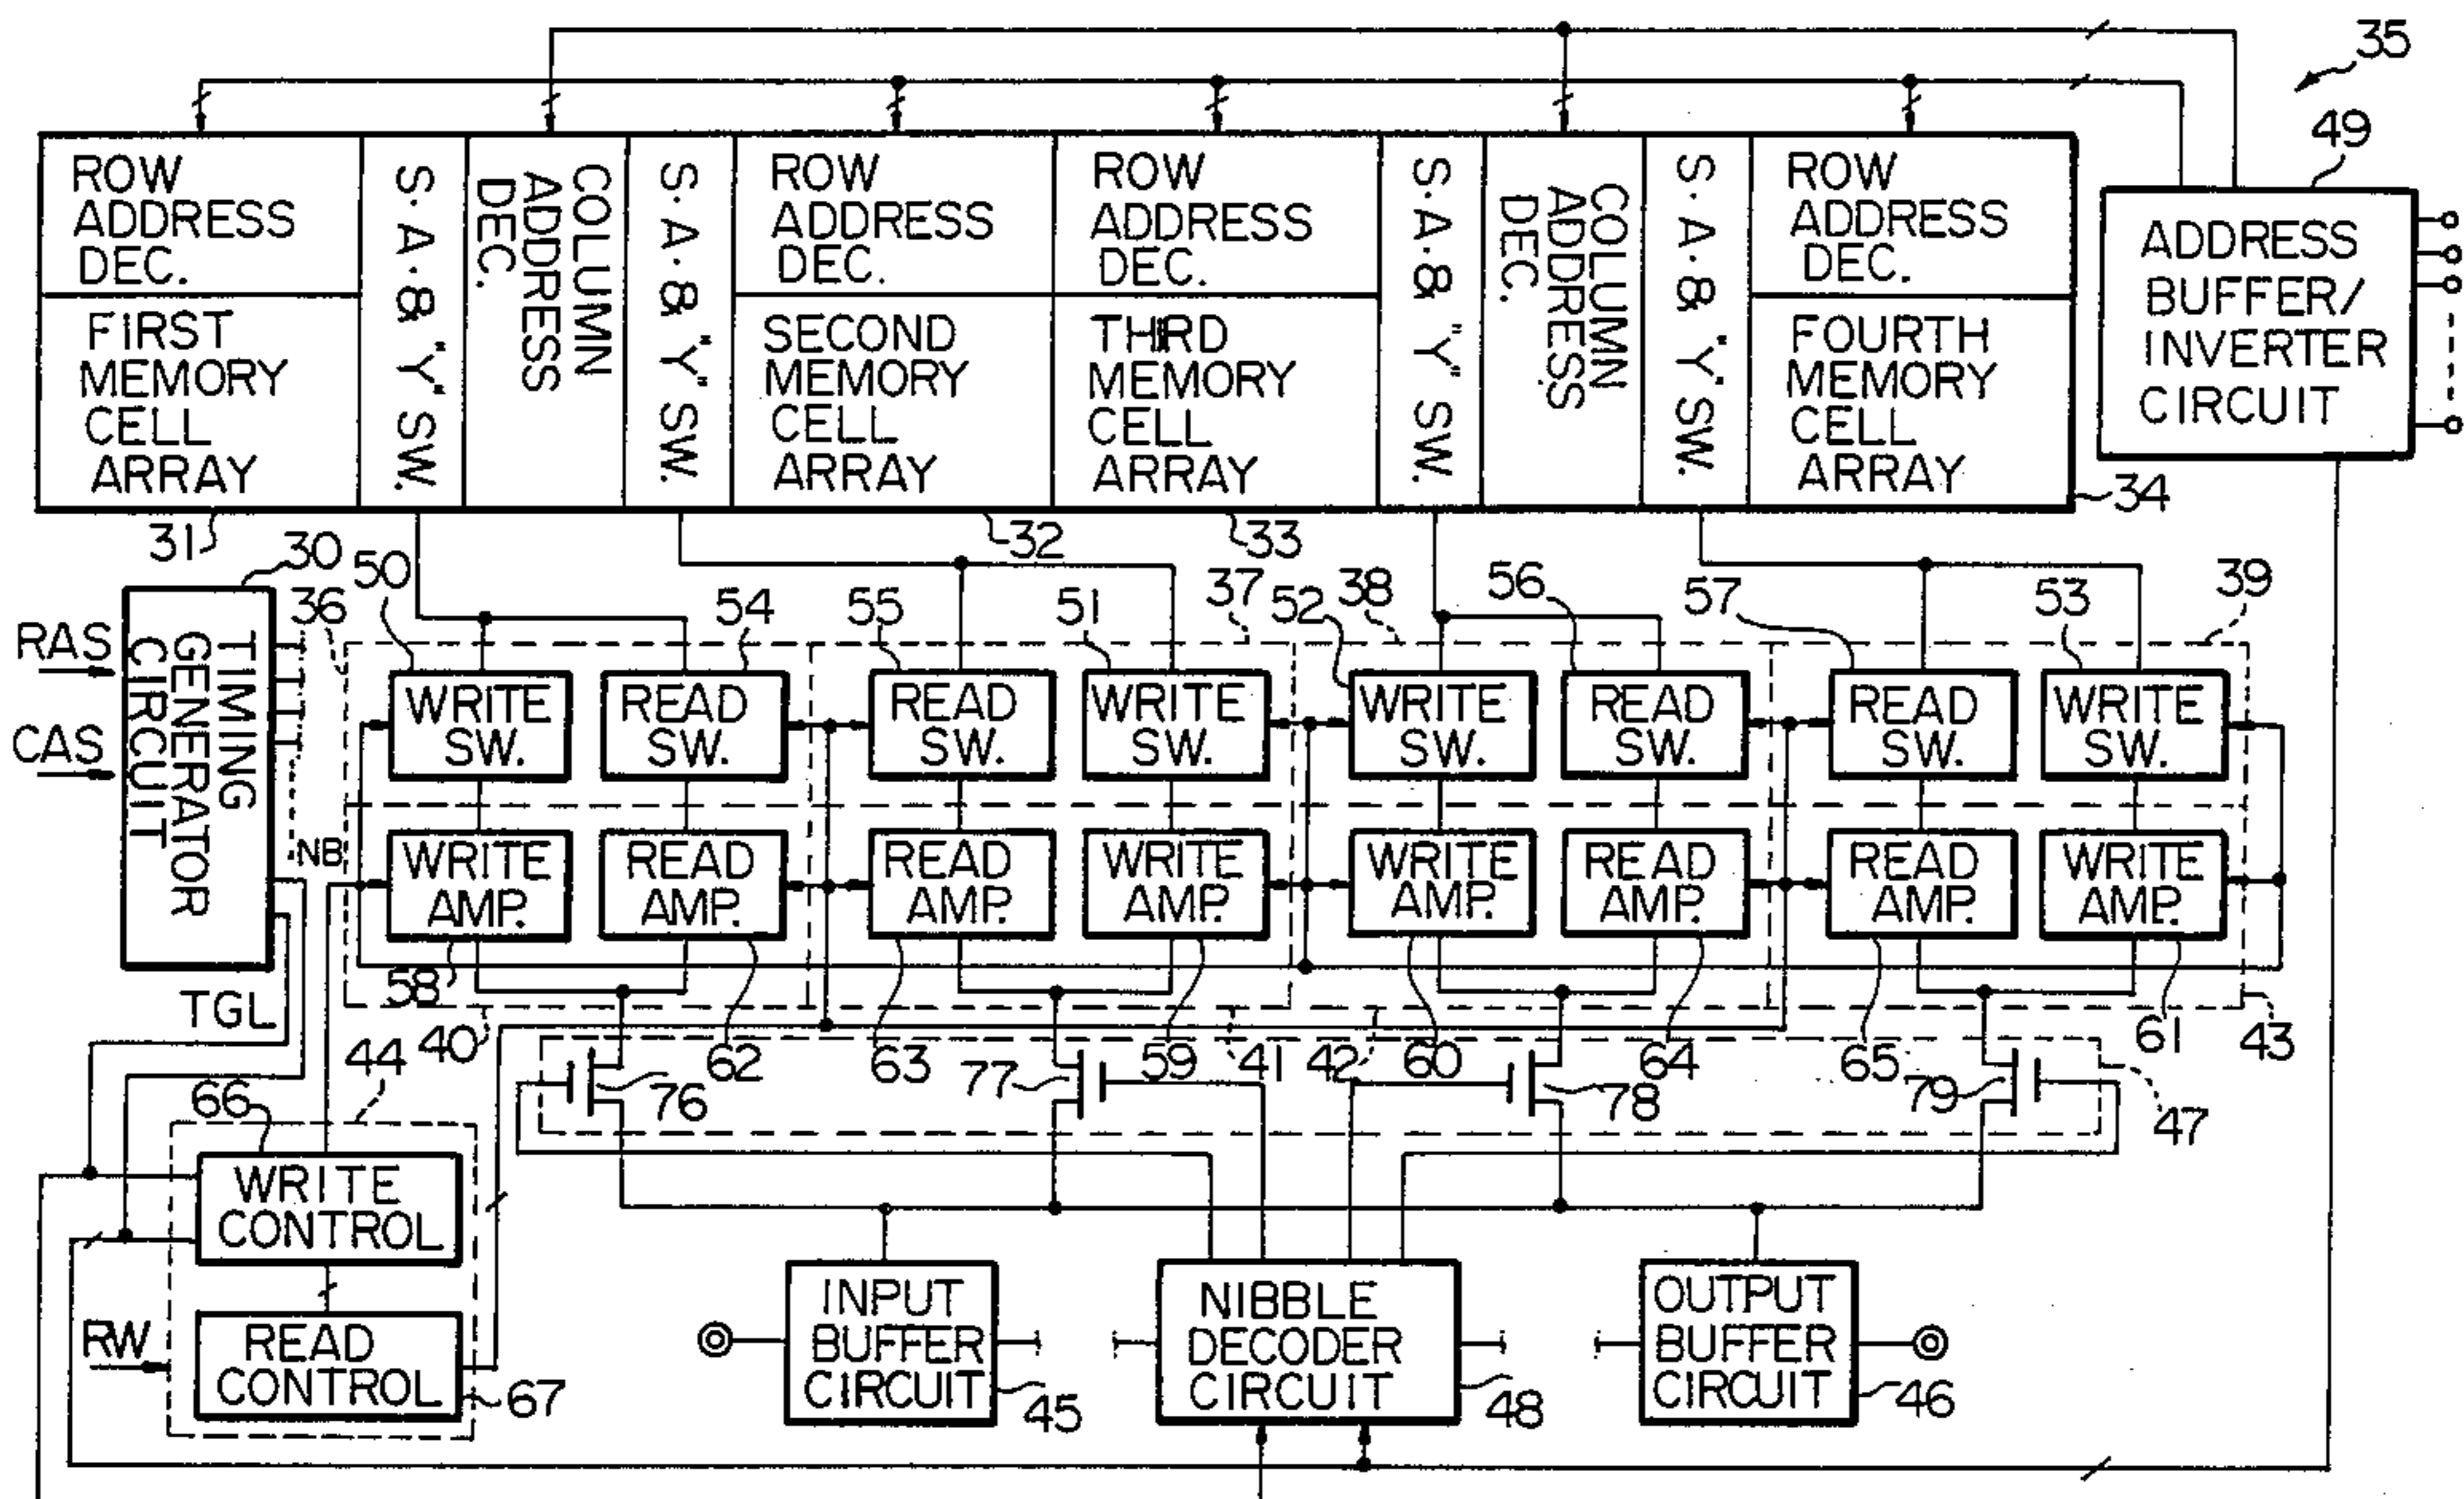 35
49
ROW
ADDRESS
DEC.
S.A.&"Y"SW.
COLUMN
ADDRESS
DEC.
S.A.&"Y"SW.
ROW
ADDRESS
DEC.
ROW
ADDRESS
DEC.
S.A.&"Y"SW.
COLUMN
ADDRESS
DEC.
S.A.&"Y"SW.
ROW
ADDRESS
DEC.
ADDRESS
BUFFER/
INVERTER
CIRCUIT
FIRST
MEMORY
CELL
ARRAY
SECOND
MEMORY
CELL
ARRAY
THIRD
MEMORY
CELL
ARRAY
FOURTH
MEMORY
CELL
ARRAY
34
31
32
33
30
50
36
54
55
51
37
52
38
56
57
53
39
RAS
CAS
TIMING
GENERATOR
CIRCUIT
NB
TGL
WRITE
SW.
READ
SW.
READ
SW.
WRITE
SW.
WRITE
SW.
READ
SW.
READ
SW.
WRITE
SW.
WRITE
AMP.
READ
AMP.
READ
AMP.
WRITE
AMP.
WRITE
AMP.
READ
AMP.
READ
AMP.
WRITE
AMP.
58
40
62
63
59
41
42
60
64
65
61
43
44
66
76
77
78
79
47
WRITE
CONTROL
RW
READ
CONTROL
67
INPUT
BUFFER
CIRCUIT
45
NIBBLE
DECODER
CIRCUIT
48
OUTPUT
BUFFER
CIRCUIT
46